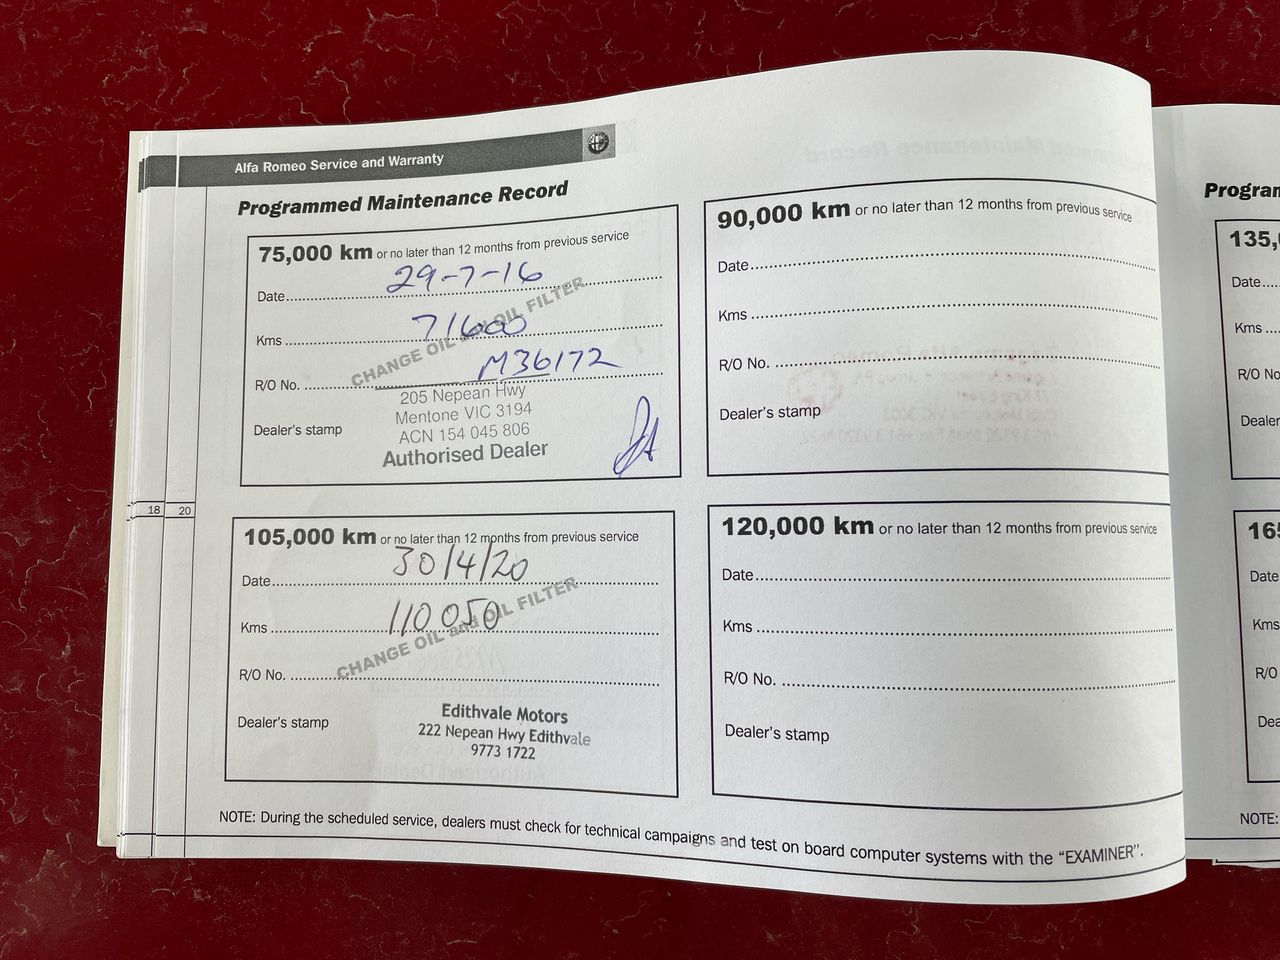 Alfa Romeo Service and Warranty
Programmed Maintenance Record
75,000 km or no later than 12 months from previous service
Date 29-7-16
Kms 71600
CHANGE OIL and OIL FILTER
R/O No. M36172
205 Nepean Hwy
Mentone VIC 3194
ACN 154 045 806
Authorised Dealer
Dealer's stamp
90,000 km or no later than 12 months from previous service
Date
Kms
R/O No.
Dealer's stamp
18 20
105,000 km or no later than 12 months from previous service
Date 30/4/20
Kms 110 050
CHANGE OIL and OIL FILTER
R/O No.
Dealer's stamp
Edithvale Motors
222 Nepean Hwy Edithvale
9773 1722
120,000 km or no later than 12 months from previous service
Date
Kms
R/O No.
Dealer's stamp
NOTE: During the scheduled service, dealers must check for technical campaigns and test on board computer systems with the “EXAMINER”.
Progran
135,
Date
Kms
R/O No
Dealer
165
Date
Kms
R/O
Dea
NOTE: